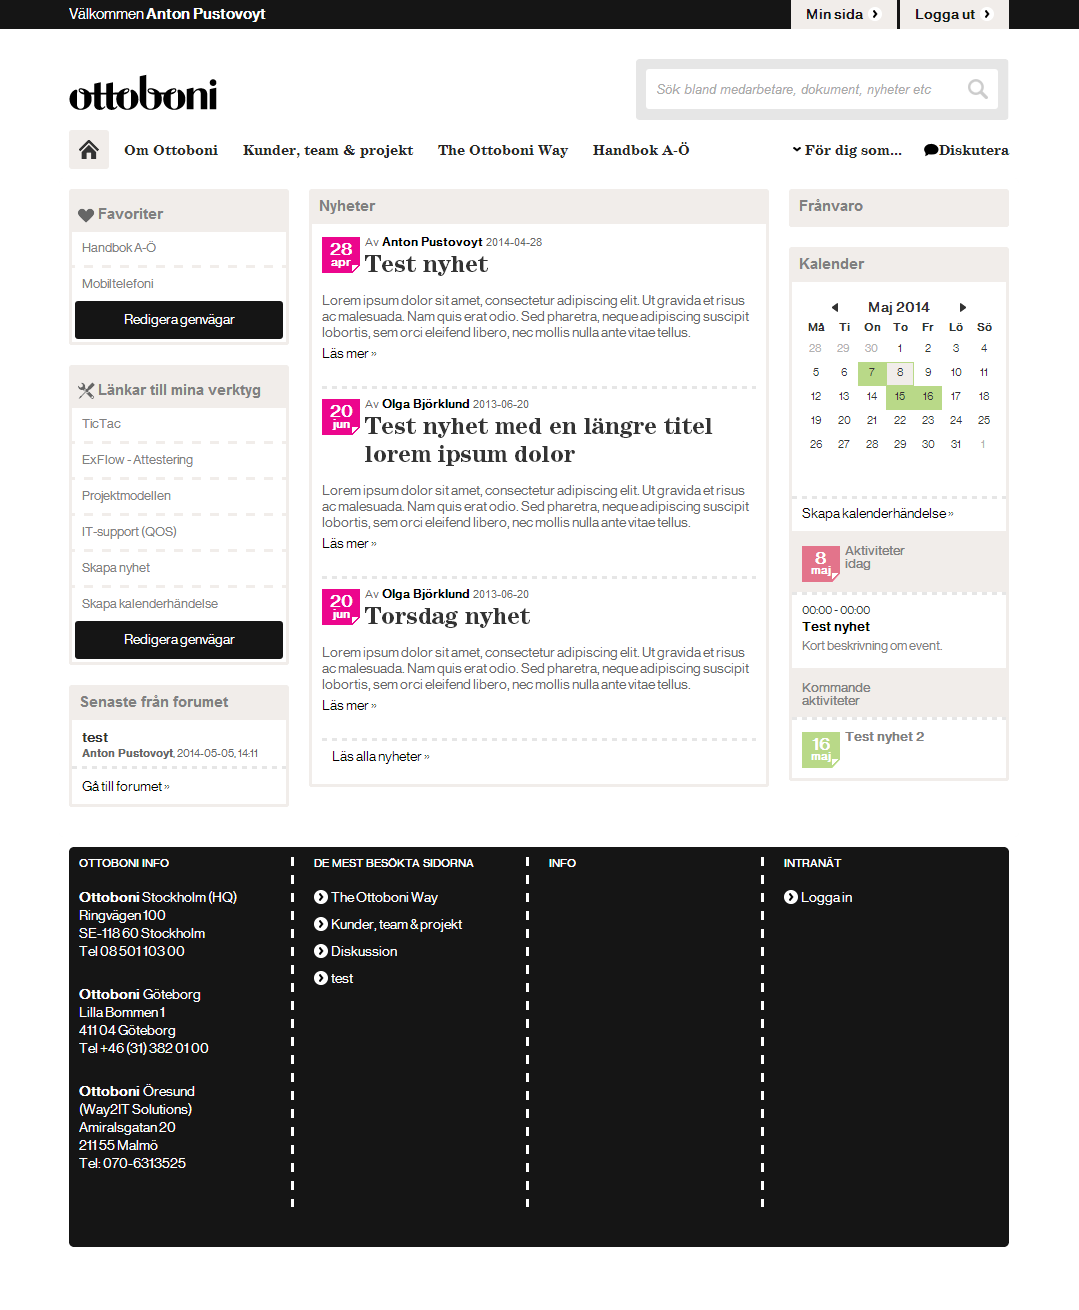 Välkommen Anton Pustovoyt
Min sida
Logga ut
ottoboni
Sök bland medarbetare, dokument, nyheter etc
Om Ottoboni
Kunder, team & projekt
The Ottoboni Way
Handbok A-Ö
För dig som...
Diskutera
Favoriter
Handbok A-Ö
Mobiltelefoni
Redigera genvägar
Länkar till mina verktyg
TicTac
ExFlow - Attestering
Projektmodellen
IT-support (QOS)
Skapa nyhet
Skapa kalenderhändelse
Redigera genvägar
Senaste från forumet
test
Anton Pustovoyt, 2014-05-05, 14:11
Gå till forumet »
Nyheter
28
apr
Av Anton Pustovoyt 2014-04-28
Test nyhet
Lorem ipsum dolor sit amet, consectetur adipiscing elit. Ut gravida et risus
ac malesuada. Nam quis erat odio. Sed pharetra, neque adipiscing suscipit
lobortis, sem orci eleifend libero, nec mollis nulla ante vitae tellus.
Läs mer »
20
jun
Av Olga Björklund 2013-06-20
Test nyhet med en längre titel
lorem ipsum dolor
Lorem ipsum dolor sit amet, consectetur adipiscing elit. Ut gravida et risus
ac malesuada. Nam quis erat odio. Sed pharetra, neque adipiscing suscipit
lobortis, sem orci eleifend libero, nec mollis nulla ante vitae tellus.
Läs mer »
20
jun
Av Olga Björklund 2013-06-20
Torsdag nyhet
Lorem ipsum dolor sit amet, consectetur adipiscing elit. Ut gravida et risus
ac malesuada. Nam quis erat odio. Sed pharetra, neque adipiscing suscipit
lobortis, sem orci eleifend libero, nec mollis nulla ante vitae tellus.
Läs mer »
Läs alla nyheter »
Frånvaro
Kalender
Maj 2014
Må Ti On To Fr Lö Sö
28 29 30 1 2 3 4
5 6 7 8 9 10 11
12 13 14 15 16 17 18
19 20 21 22 23 24 25
26 27 28 29 30 31 1
Skapa kalenderhändelse »
8
maj
Aktiviteter
idag
00:00 - 00:00
Test nyhet
Kort beskrivning om event.
Kommande
aktiviteter
16
maj
Test nyhet 2
OTTOBONI INFO
Ottoboni Stockholm (HQ)
Ringvägen 100
SE-118 60 Stockholm
Tel 08 501 103 00
Ottoboni Göteborg
Lilla Bommen 1
411 04 Göteborg
Tel +46 (31) 382 01 00
Ottoboni Öresund
(Way2IT Solutions)
Amiralsgatan 20
211 55 Malmö
Tel: 070-6313525
DE MEST BESÖKTA SIDORNA
The Ottoboni Way
Kunder, team & projekt
Diskussion
test
INFO
INTRANÄT
Logga in